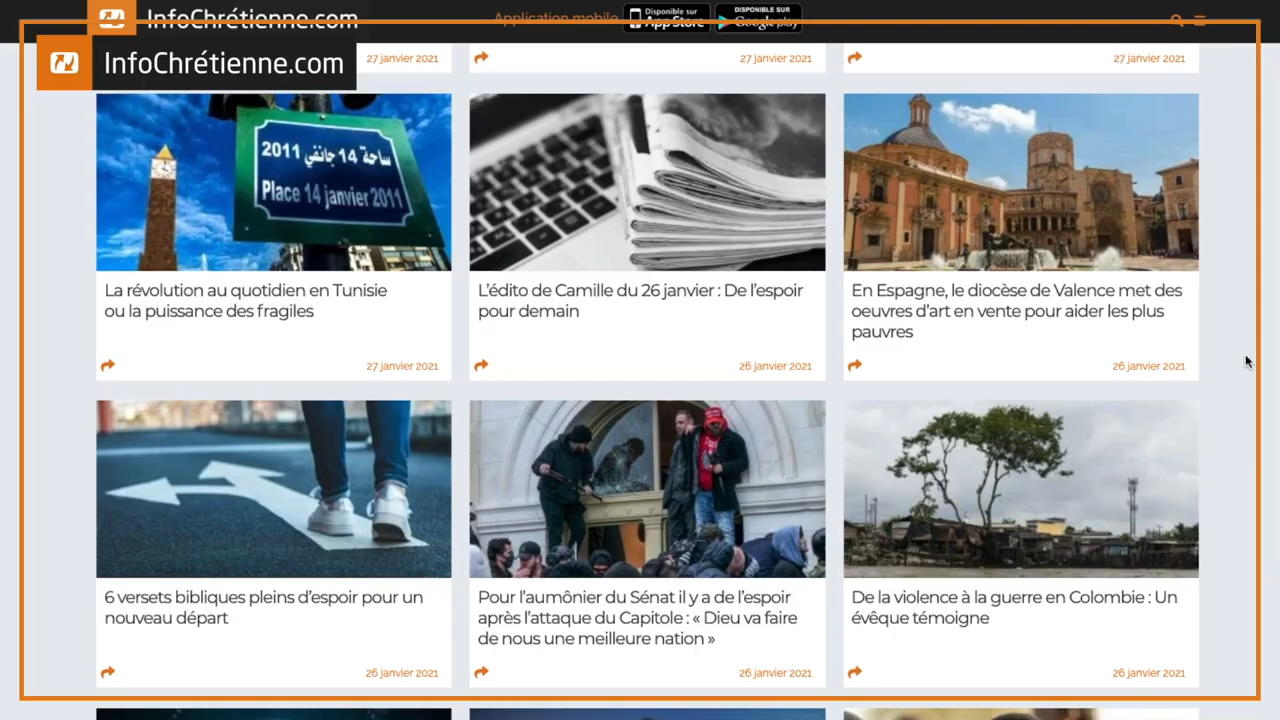 InfoChrétienne.com
Application mobile
Disponible sur
App Store
DISPONIBLE SUR
Google play
InfoChrétienne.com
27 janvier 2021
27 janvier 2021
27 janvier 2021
2011 ساحة 14 جانفي
Place 14 janvier 2011
La révolution au quotidien en Tunisie
ou la puissance des fragiles
27 janvier 2021
L'édito de Camille du 26 janvier : De l'espoir
pour demain
26 janvier 2021
En Espagne, le diocèse de Valence met des
oeuvres d'art en vente pour aider les plus
pauvres
26 janvier 2021
6 versets bibliques pleins d'espoir pour un
nouveau départ
26 janvier 2021
Pour l'aumônier du Sénat il y a de l'espoir
après l'attaque du Capitole : « Dieu va faire
de nous une meilleure nation »
26 janvier 2021
De la violence à la guerre en Colombie : Un
évêque témoigne
26 janvier 2021